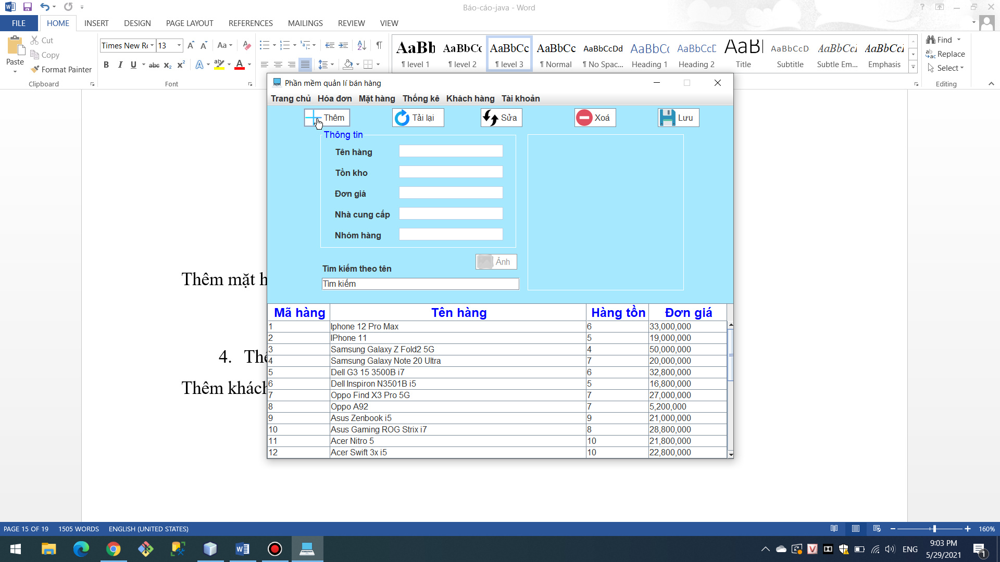 Báo-cáo-java - Word
FILE HOME INSERT DESIGN PAGE LAYOUT REFERENCES MAILINGS REVIEW VIEW
Paste
Cut
Copy
Format Painter
Clipboard
Times New Ro 13
Font
AaBb AaBbCc AaBbCc AaBbCc AaBbCcDd AaBbCc AaBbCcD AaBl AaBbCcD AaBbCcL AaBbCcL
¶ level 1 ¶ level 2 ¶ level 3 ¶ Normal ¶ No Spac... Heading 1 Heading 2 Title Subtitle Subtle Em... Emphasis
Find
Replace
Select
Editing
Thêm mặt h
4. Thê
Thêm khách
Phần mềm quản lí bán hàng
Trang chủ Hóa đơn Mặt hàng Thống kê Khách hàng Tài khoản
Thêm Tải lại Sửa Xoá Lưu
Thông tin
Tên hàng
Tồn kho
Đơn giá
Nhà cung cấp
Nhóm hàng
Ảnh
Tìm kiếm theo tên
Tìm kiếm
Mã hàng Tên hàng Hàng tồn Đơn giá
1 Iphone 12 Pro Max 6 33,000,000
2 IPhone 11 5 19,000,000
3 Samsung Galaxy Z Fold2 5G 4 50,000,000
4 Samsung Galaxy Note 20 Ultra 7 20,000,000
5 Dell G3 15 3500B i7 6 32,800,000
6 Dell Inspiron N3501B i5 5 16,800,000
7 Oppo Find X3 Pro 5G 7 27,000,000
8 Oppo A92 7 5,200,000
9 Asus Zenbook i5 9 21,000,000
10 Asus Gaming ROG Strix i7 8 28,800,000
11 Acer Nitro 5 10 21,800,000
12 Acer Swift 3x i5 10 22,800,000
PAGE 15 OF 19 1505 WORDS ENGLISH (UNITED STATES) 160%
ENG
9:03 PM
5/29/2021
1